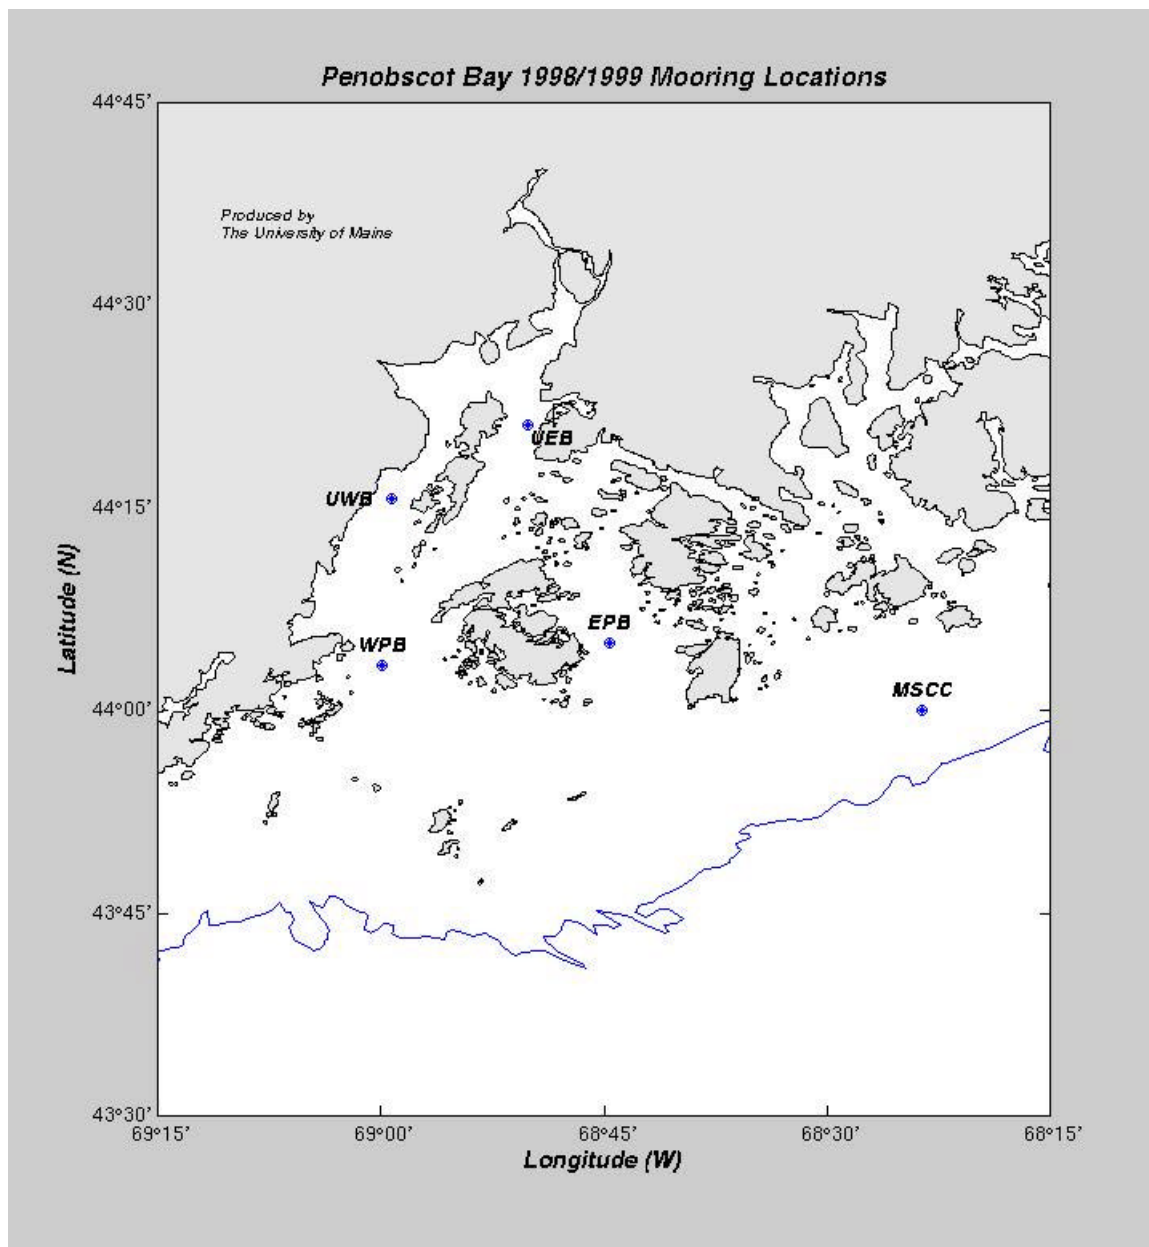 Penobscot Bay 1998/1999 Mooring Locations
44°45'
Produced by
The University of Maine
44°30'
UEB
UWB
44°15'
Latitude (N)
EPB
WPB
MSCC
44°00'
43°45'
43°30'
69°15' 69°00' 68°45' 68°30' 68°15'
Longitude (W)